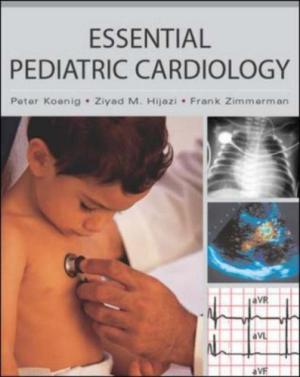 ESSENTIAL
PEDIATRIC CARDIOLOGY
Peter Koenig • Ziyad M. Hijazi • Frank Zimmerman
aVR
aVL
aVF